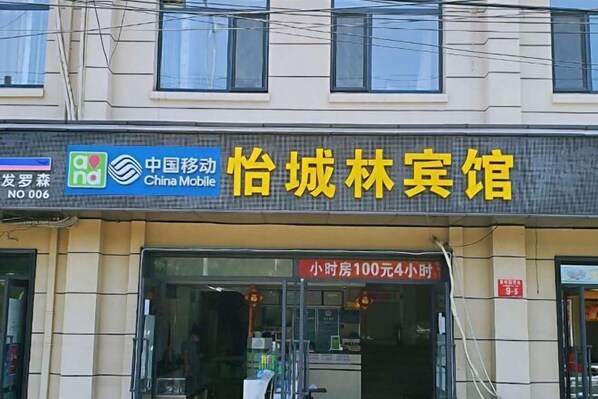 发罗森
NO 006
and
中国移动
China Mobile
怡城林宾馆
小时房100元4小时